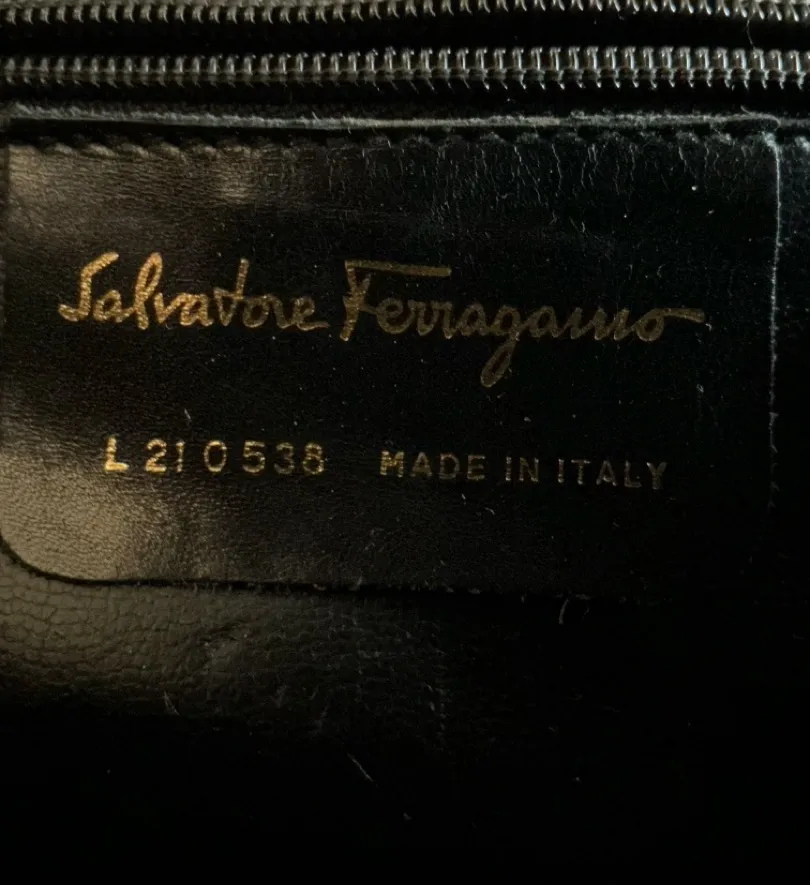 Salvatore Ferragamo
L 21 0538 MADE IN ITALY